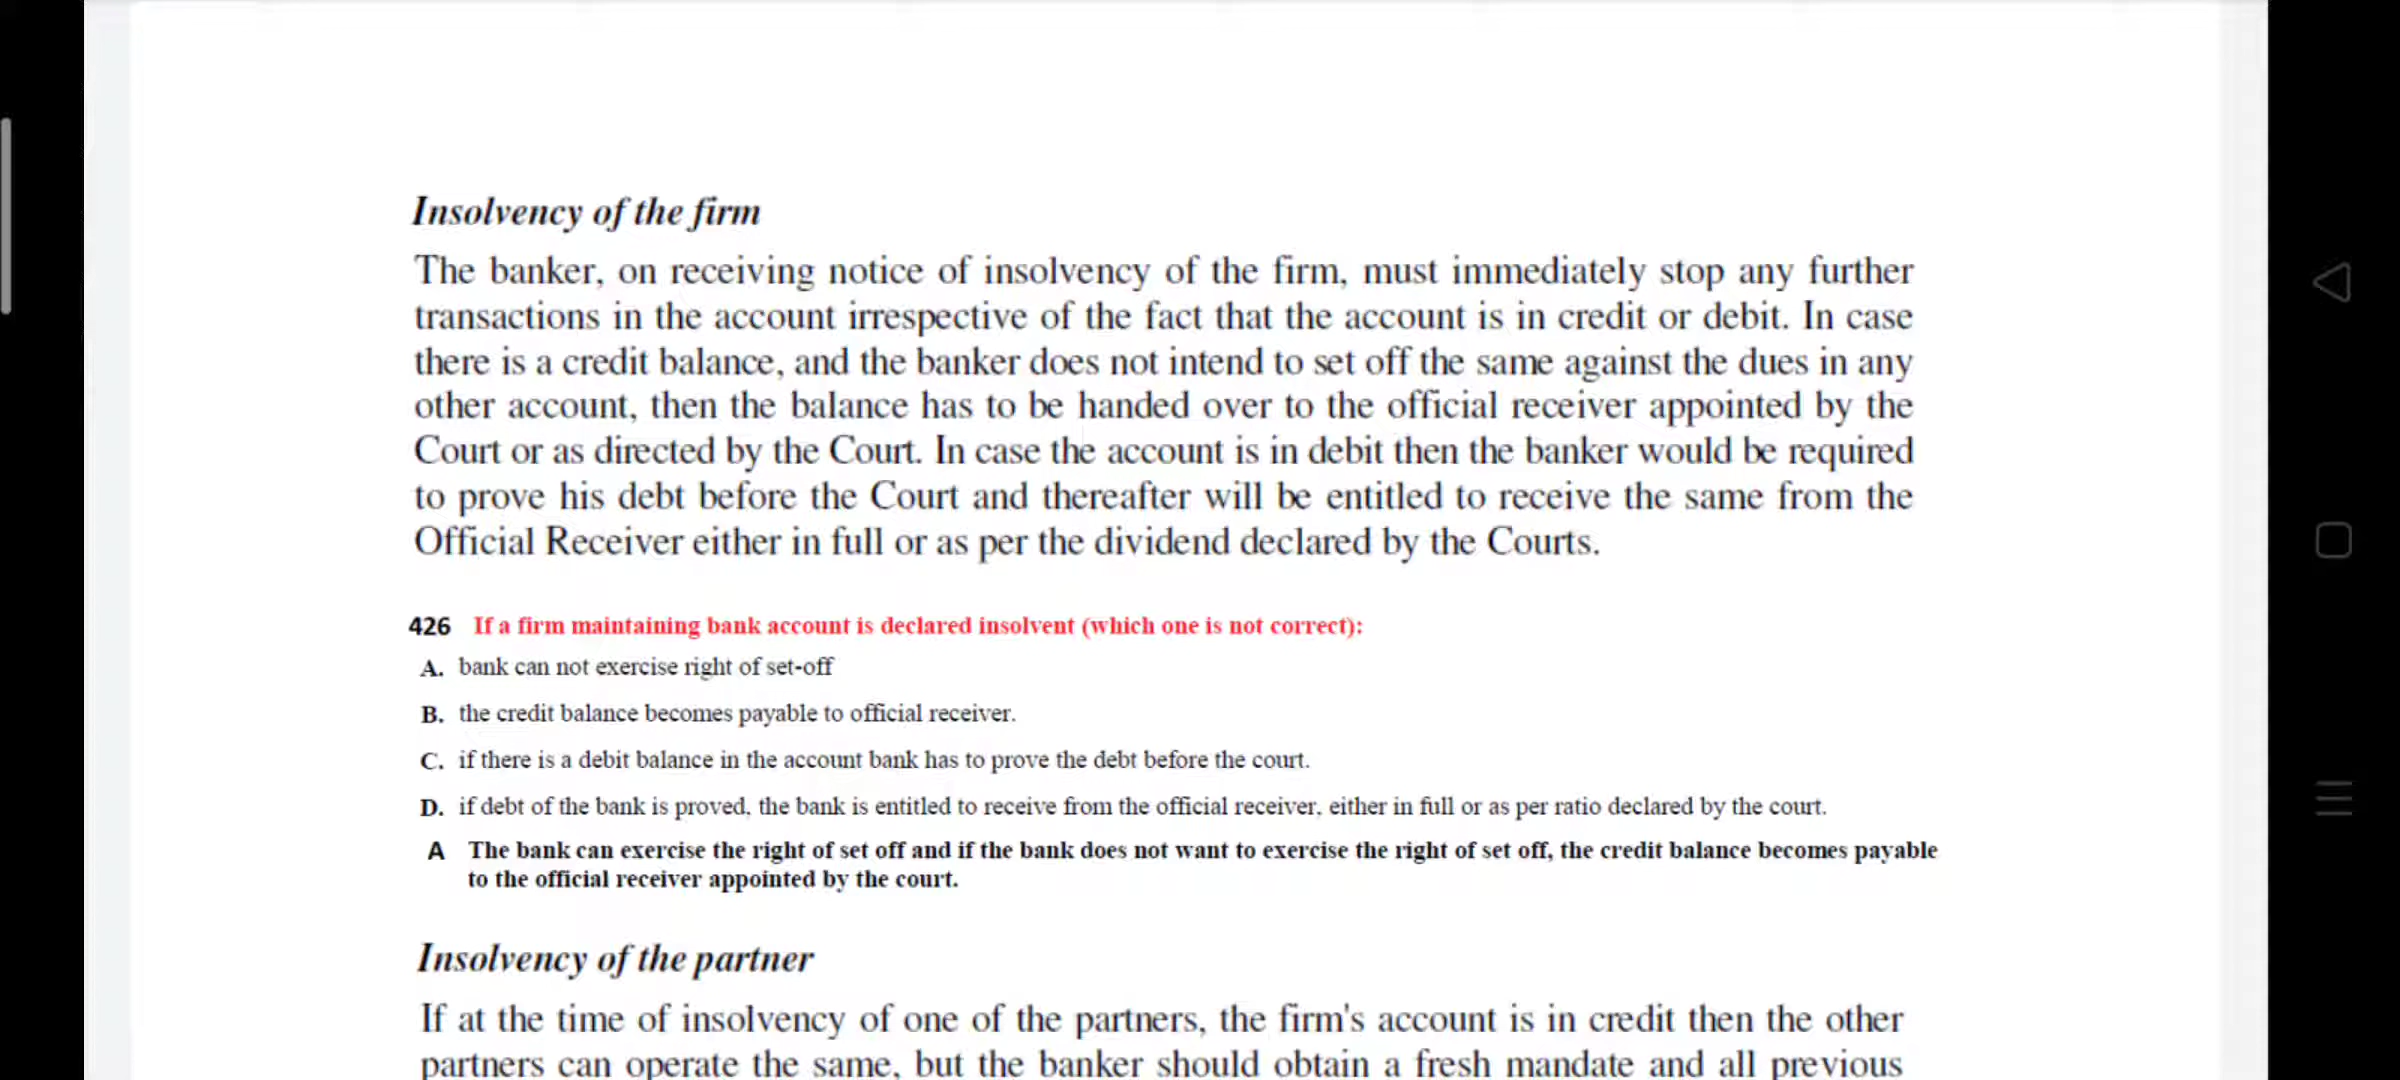 Insolvency of the firm
The banker, on receiving notice of insolvency of the firm, must immediately stop any further
transactions in the account irrespective of the fact that the account is in credit or debit. In case
there is a credit balance, and the banker does not intend to set off the same against the dues in any
other account, then the balance has to be handed over to the official receiver appointed by the
Court or as directed by the Court. In case the account is in debit then the banker would be required
to prove his debt before the Court and thereafter will be entitled to receive the same from the
Official Receiver either in full or as per the dividend declared by the Courts.
426 If a firm maintaining bank account is declared insolvent (which one is not correct):
A. bank can not exercise right of set-off
B. the credit balance becomes payable to official receiver.
C. if there is a debit balance in the account bank has to prove the debt before the court.
D. if debt of the bank is proved, the bank is entitled to receive from the official receiver, either in full or as per ratio declared by the court.
A The bank can exercise the right of set off and if the bank does not want to exercise the right of set off, the credit balance becomes payable
to the official receiver appointed by the court.
Insolvency of the partner
If at the time of insolvency of one of the partners, the firm's account is in credit then the other
partners can operate the same, but the banker should obtain a fresh mandate and all previous